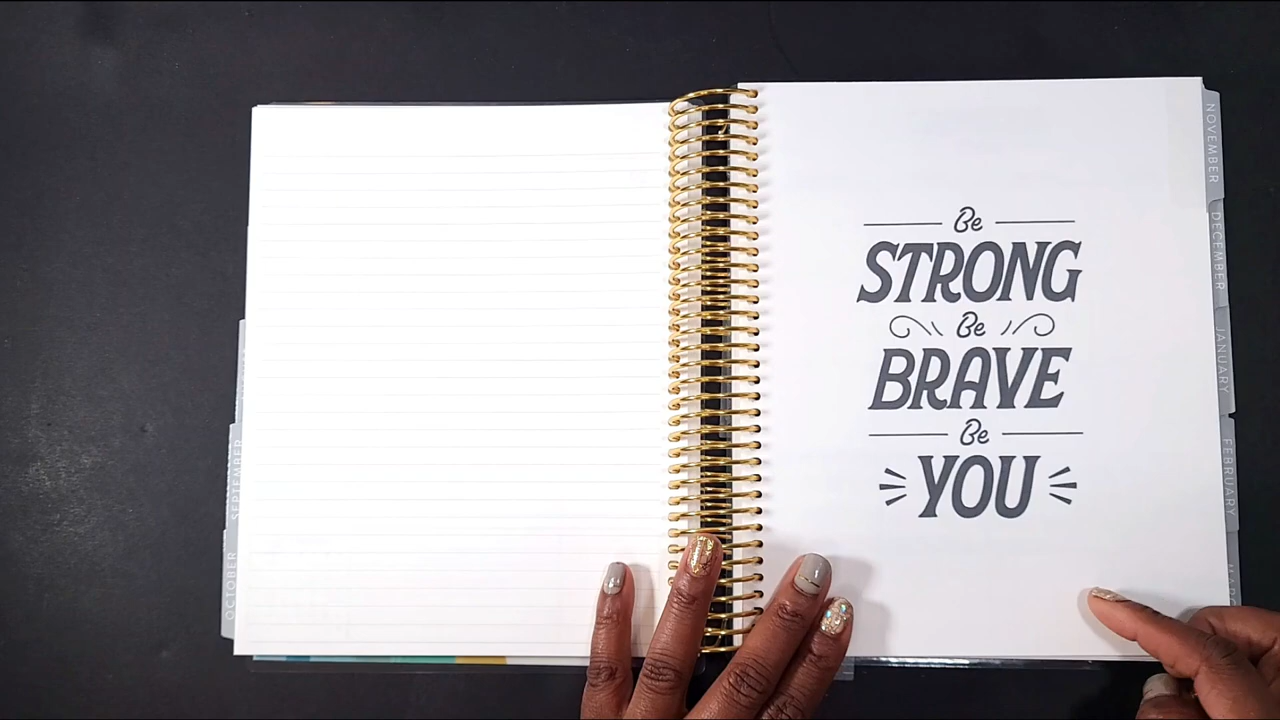 Be
STRONG
Be
BRAVE
Be
YOU
NOVEMBER
DECEMBER
JANUARY
FEBRUARY
SEPTEMBER
OCTOBER